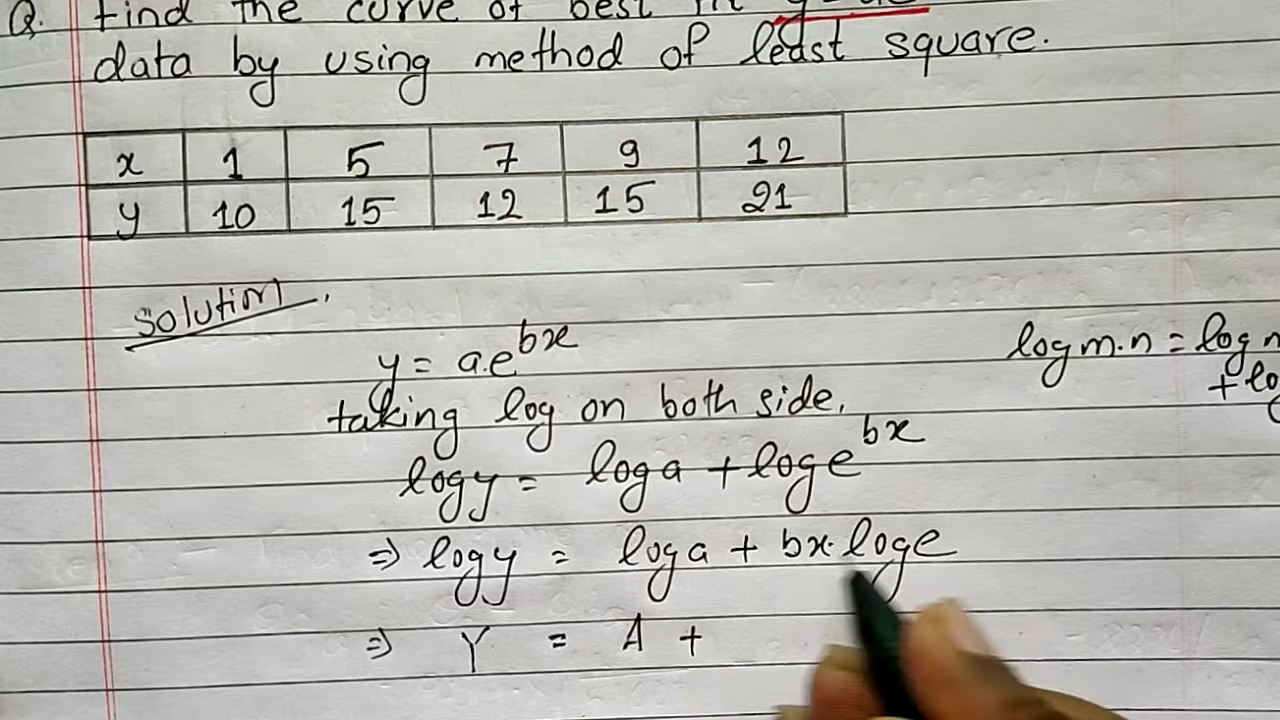 Q. Find the curve of best fit
data by using method of least square.
x 1 5 7 9 12
y 10 15 12 15 21
Solution.
y = a.e^bx
log m.n = log
+ log
taking log on both side.
log y = log a + log e^bx
⇒ log y = log a + bx. log e
⇒ Y = A +